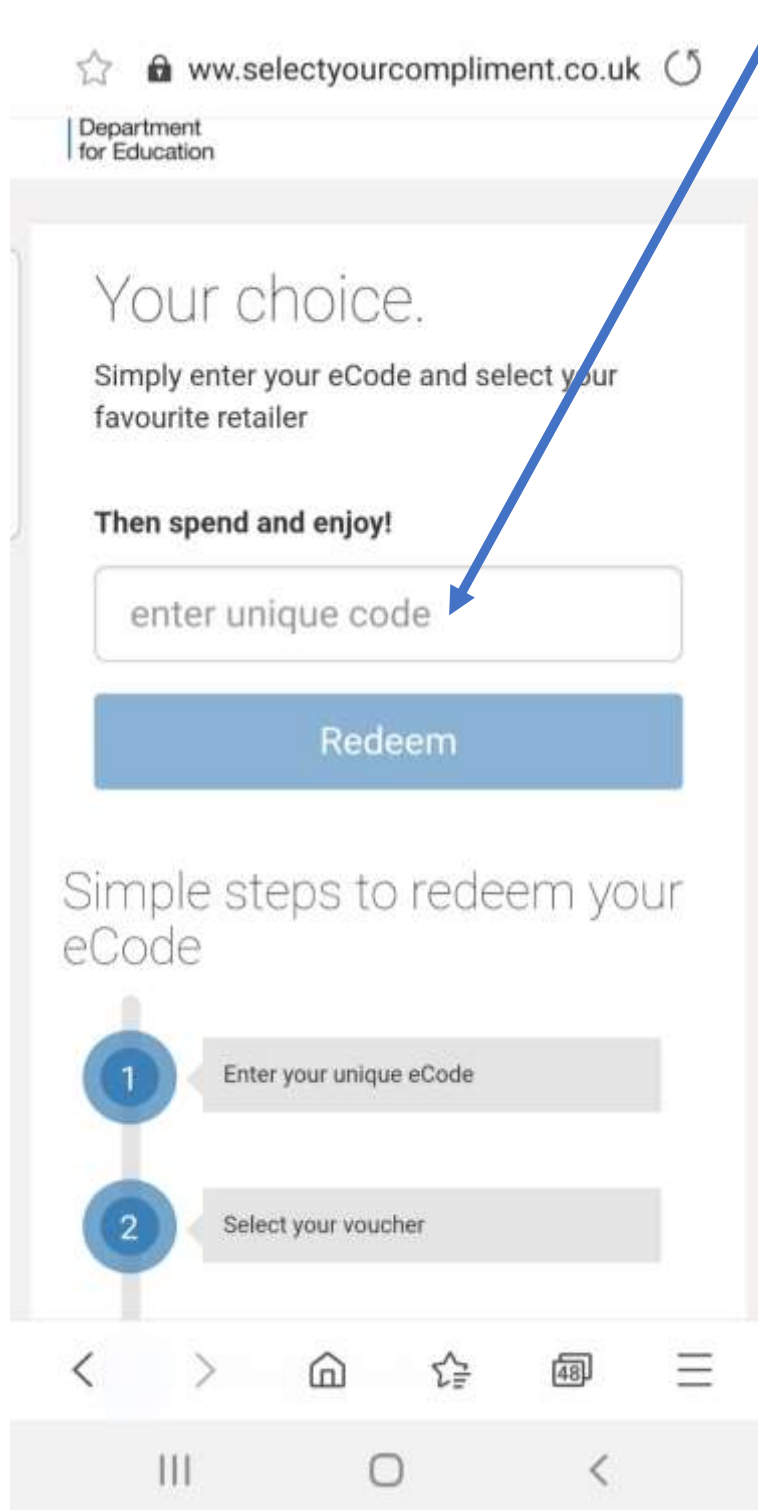 ww.selectyourcompliment.co.uk
Department
for Education
Your choice.
Simply enter your eCode and select your
favourite retailer
Then spend and enjoy!
enter unique code
Redeem
Simple steps to redeem your
eCode
1
Enter your unique eCode
2
Select your voucher
48